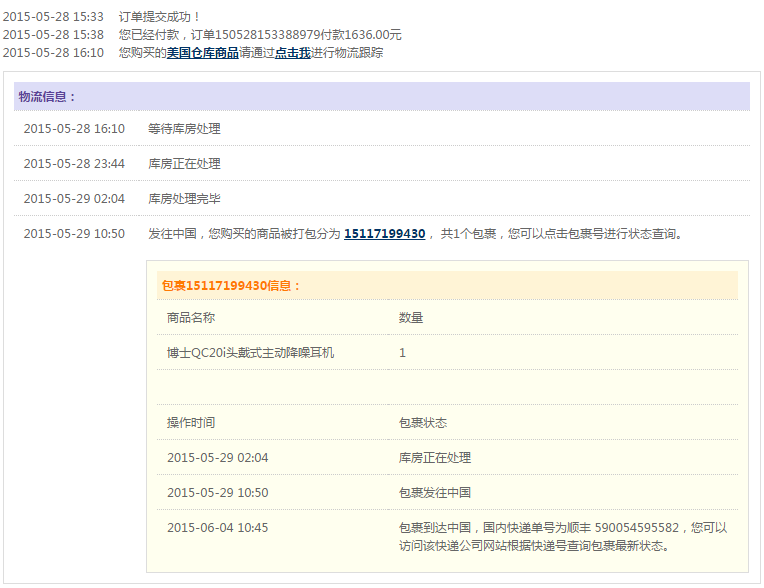 2015-05-28 15:33 订单提交成功！
2015-05-28 15:38 您已经付款，订单150528153388979付款1636.00元
2015-05-28 16:10 您购买的美国仓库商品请通过点击我进行物流跟踪
物流信息：
2015-05-28 16:10 等待库房处理
2015-05-28 23:44 库房正在处理
2015-05-29 02:04 库房处理完毕
2015-05-29 10:50 发往中国，您购买的商品被打包分为 15117199430 ，共1个包裹，您可以点击包裹号进行状态查询。
包裹15117199430信息：
商品名称 数量
博士QC20i头戴式主动降噪耳机 1
操作时间 包裹状态
2015-05-29 02:04 库房正在处理
2015-05-29 10:50 包裹发往中国
2015-06-04 10:45 包裹到达中国，国内快递单号为顺丰 590054595582，您可以
访问该快递公司网站根据快递号查询包裹最新状态。